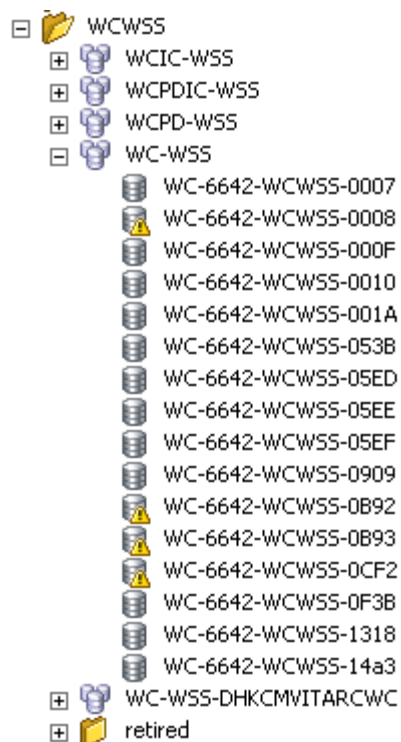 WCWSS
WCIC-WSS
WCPDIC-WSS
WCPD-WSS
WC-WSS
WC-6642-WCWSS-0007
WC-6642-WCWSS-0008
WC-6642-WCWSS-000F
WC-6642-WCWSS-0010
WC-6642-WCWSS-001A
WC-6642-WCWSS-053B
WC-6642-WCWSS-05ED
WC-6642-WCWSS-05EE
WC-6642-WCWSS-05EF
WC-6642-WCWSS-0909
WC-6642-WCWSS-0B92
WC-6642-WCWSS-0B93
WC-6642-WCWSS-0CF2
WC-6642-WCWSS-0F3B
WC-6642-WCWSS-1318
WC-6642-WCWSS-14a3
WC-WSS-DHKCMVITARCWC
retired